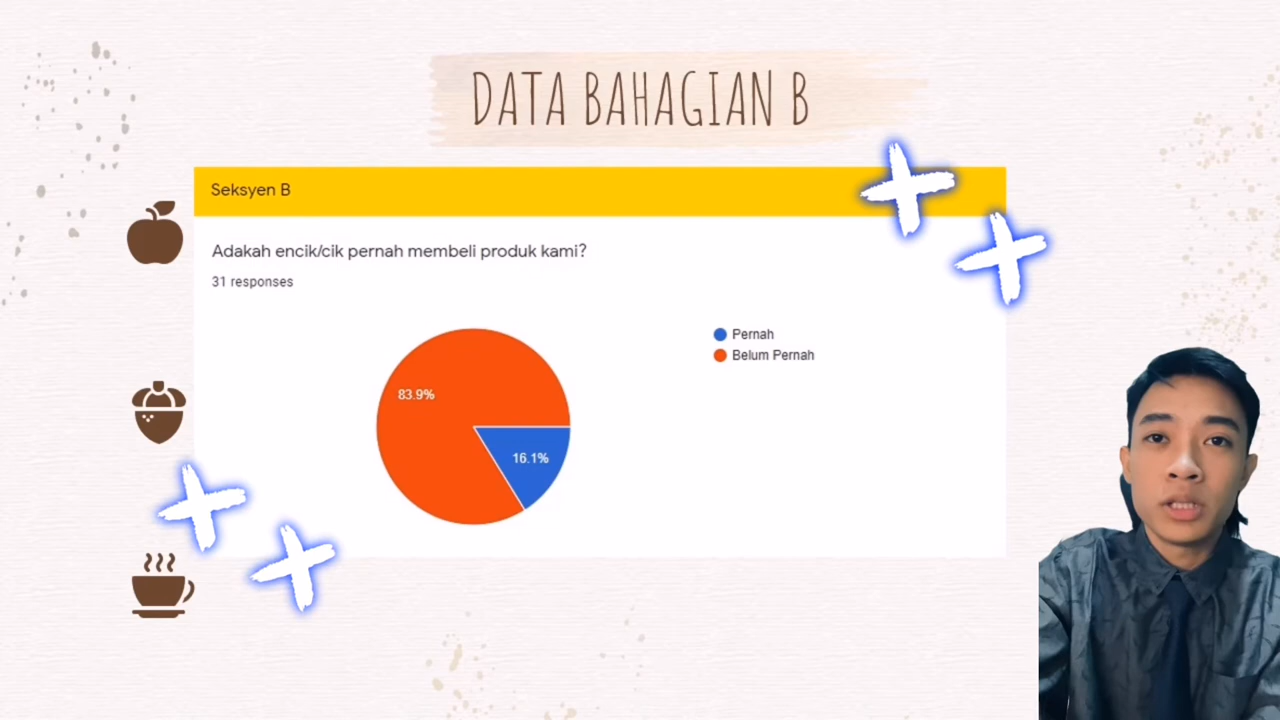 DATA BAHAGIAN B
Seksyen B
Adakah encik/cik pernah membeli produk kami?
31 responses
Pernah
Belum Pernah
83.9%
16.1%